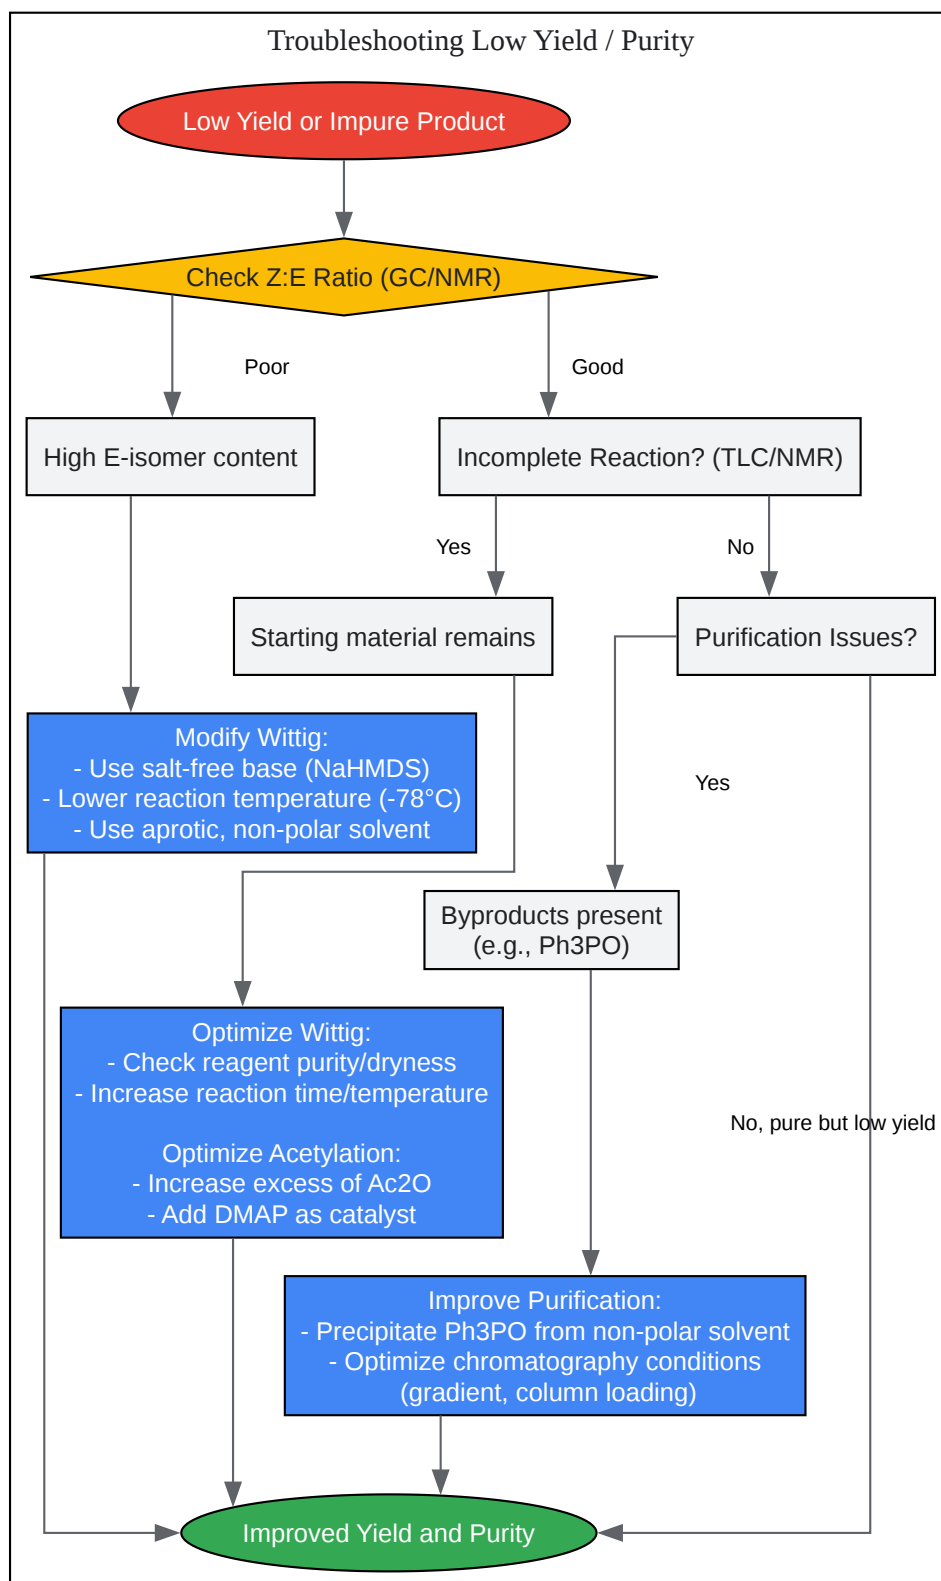 Troubleshooting Low Yield / Purity
Low Yield or Impure Product
Check Z:E Ratio (GC/NMR)
Poor
Good
High E-isomer content
Incomplete Reaction? (TLC/NMR)
Yes
No
Starting material remains
Purification Issues?
Modify Wittig:
- Use salt-free base (NaHMDS)
- Lower reaction temperature (-78°C)
- Use aprotic, non-polar solvent
Yes
Byproducts present
(e.g., Ph3PO)
Optimize Wittig:
- Check reagent purity/dryness
- Increase reaction time/temperature
Optimize Acetylation:
- Increase excess of Ac2O
- Add DMAP as catalyst
No, pure but low yield
Improve Purification:
- Precipitate Ph3PO from non-polar solvent
- Optimize chromatography conditions
(gradient, column loading)
Improved Yield and Purity